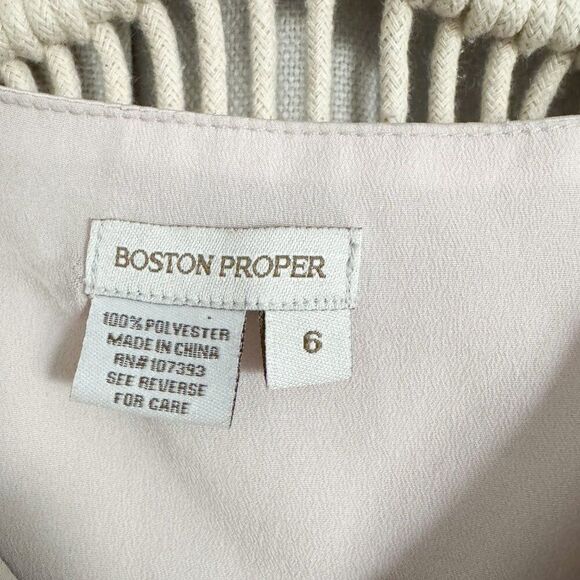 BOSTON PROPER
100% POLYESTER
MADE IN CHINA
RN#107393
SEE REVERSE
FOR CARE
6